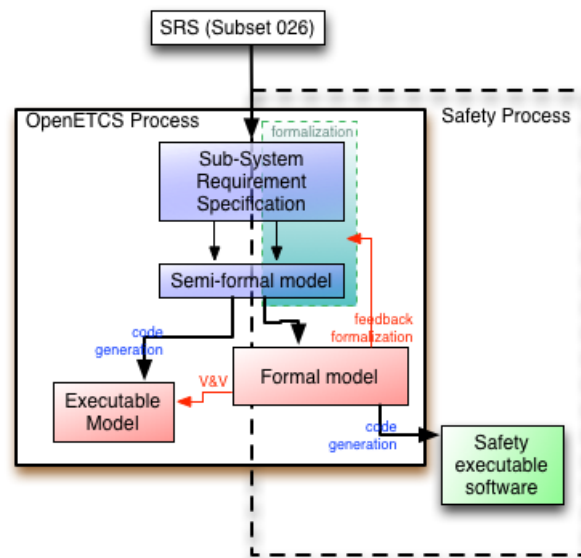 SRS (Subset 026)
OpenETCS Process
Safety Process
formalization
Sub-System
Requirement
Specification
Semi-formal model
code
generation
feedback
formalization
Formal model
V&V
Executable
Model
code
generation
Safety
executable
software